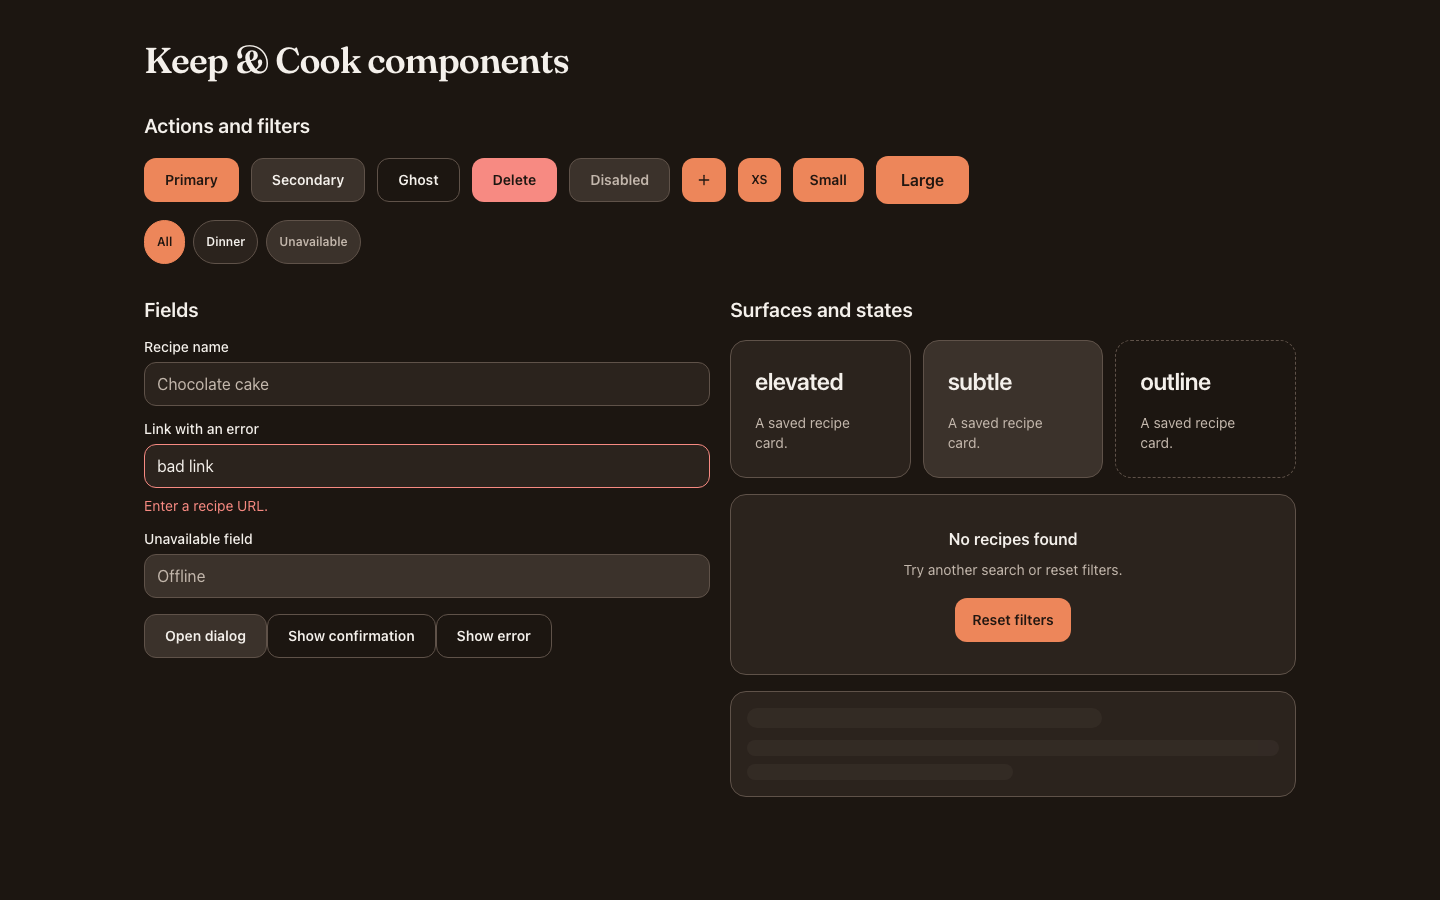 Keep & Cook components
Actions and filters
Primary
Secondary
Ghost
Delete
Disabled
+
XS
Small
Large
All
Dinner
Unavailable
Fields
Recipe name
Chocolate cake
Link with an error
bad link
Enter a recipe URL.
Unavailable field
Offline
Open dialog
Show confirmation
Show error
Surfaces and states
elevated
A saved recipe
card.
subtle
A saved recipe
card.
outline
A saved recipe
card.
No recipes found
Try another search or reset filters.
Reset filters